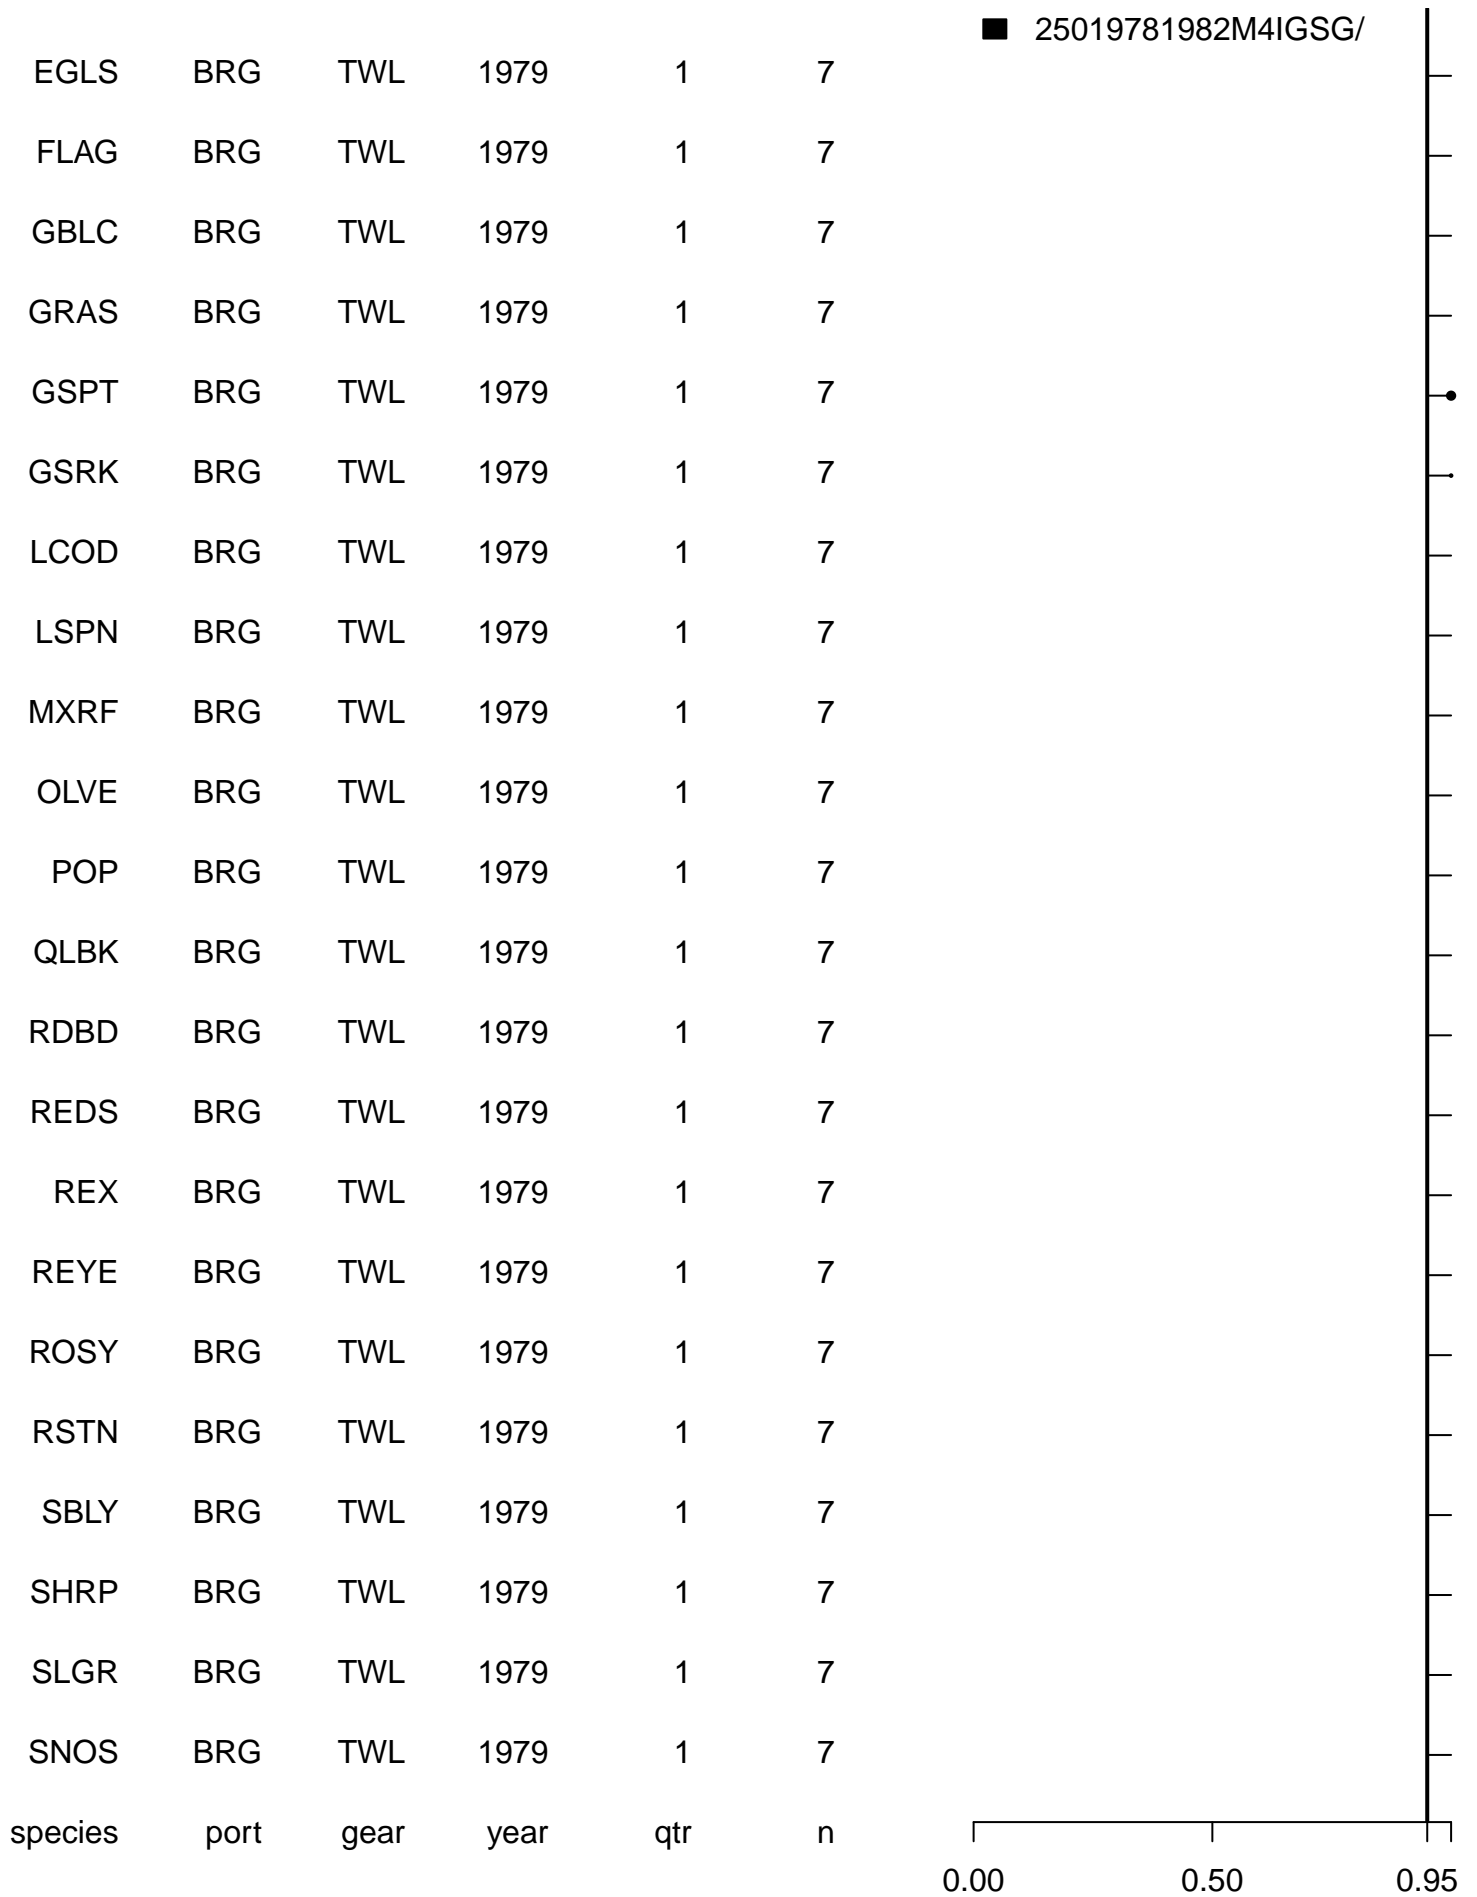 25019781982M4IGSG/
EGLS BRG TWL 1979 1 7
FLAG BRG TWL 1979 1 7
GBLC BRG TWL 1979 1 7
GRAS BRG TWL 1979 1 7
GSPT BRG TWL 1979 1 7
GSRK BRG TWL 1979 1 7
LCOD BRG TWL 1979 1 7
LSPN BRG TWL 1979 1 7
MXRF BRG TWL 1979 1 7
OLVE BRG TWL 1979 1 7
POP BRG TWL 1979 1 7
QLBK BRG TWL 1979 1 7
RDBD BRG TWL 1979 1 7
REDS BRG TWL 1979 1 7
REX BRG TWL 1979 1 7
REYE BRG TWL 1979 1 7
ROSY BRG TWL 1979 1 7
RSTN BRG TWL 1979 1 7
SBLY BRG TWL 1979 1 7
SHRP BRG TWL 1979 1 7
SLGR BRG TWL 1979 1 7
SNOS BRG TWL 1979 1 7
species port gear year qtr n
0.00 0.50 0.95